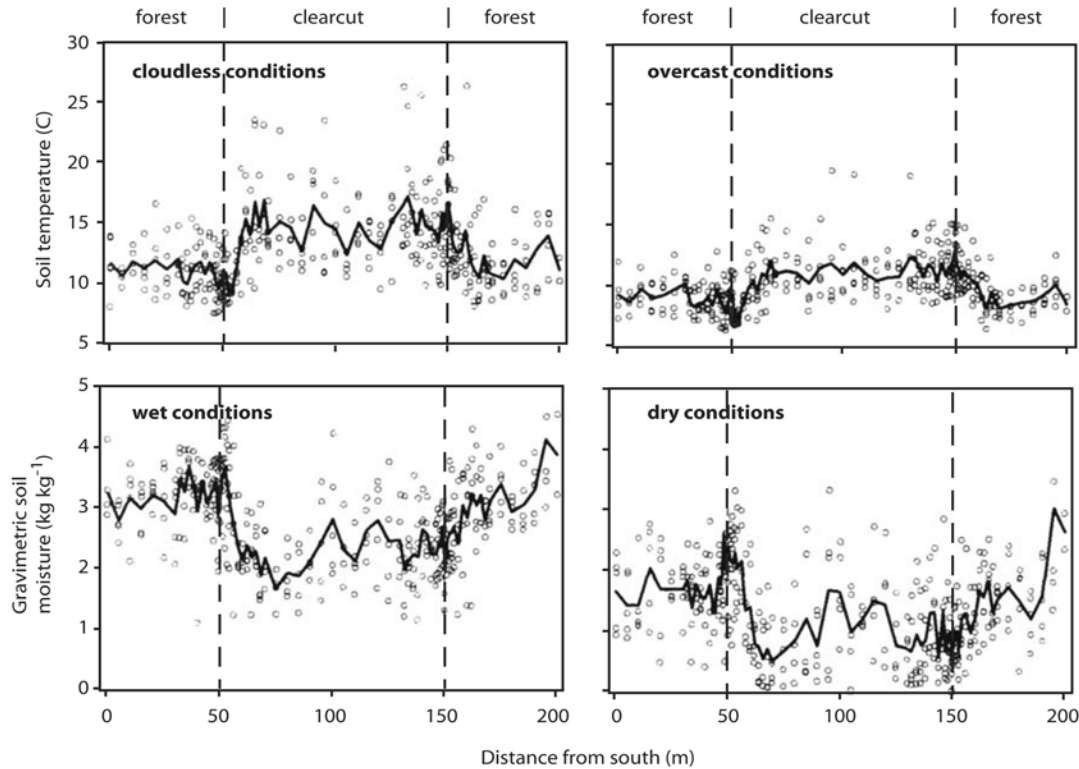 forest | clearcut | forest
forest | clearcut | forest
30
25
20
15
10
5
Soil temperature (C)
cloudless conditions
overcast conditions
5
4
3
2
1
0
Gravimetric soil
moisture (kg kg-1)
wet conditions
dry conditions
0 50 100 150 200
0 50 100 150 200
Distance from south (m)